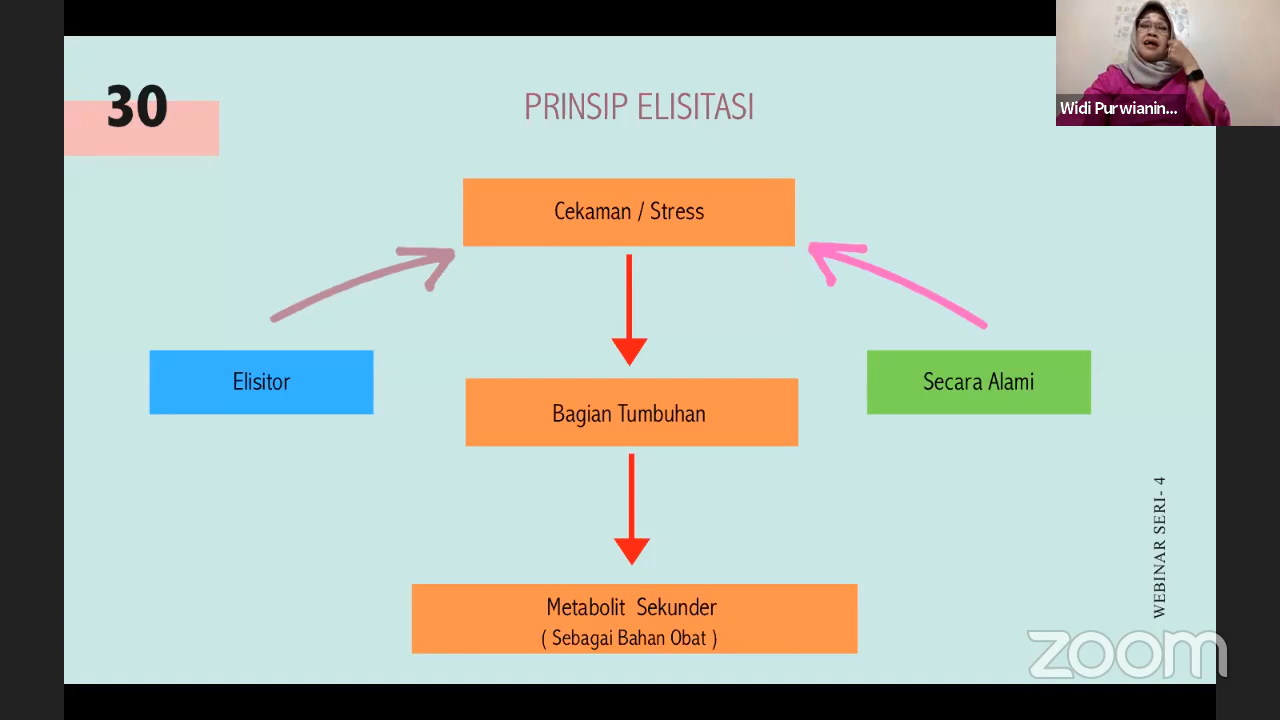 30
PRINSIP ELISITASI
Widi Purwianin...
Cekaman / Stress
Elisitor
Secara Alami
Bagian Tumbuhan
Metabolit Sekunder
( Sebagai Bahan Obat )
WEBINAR SERI- 4
zoom